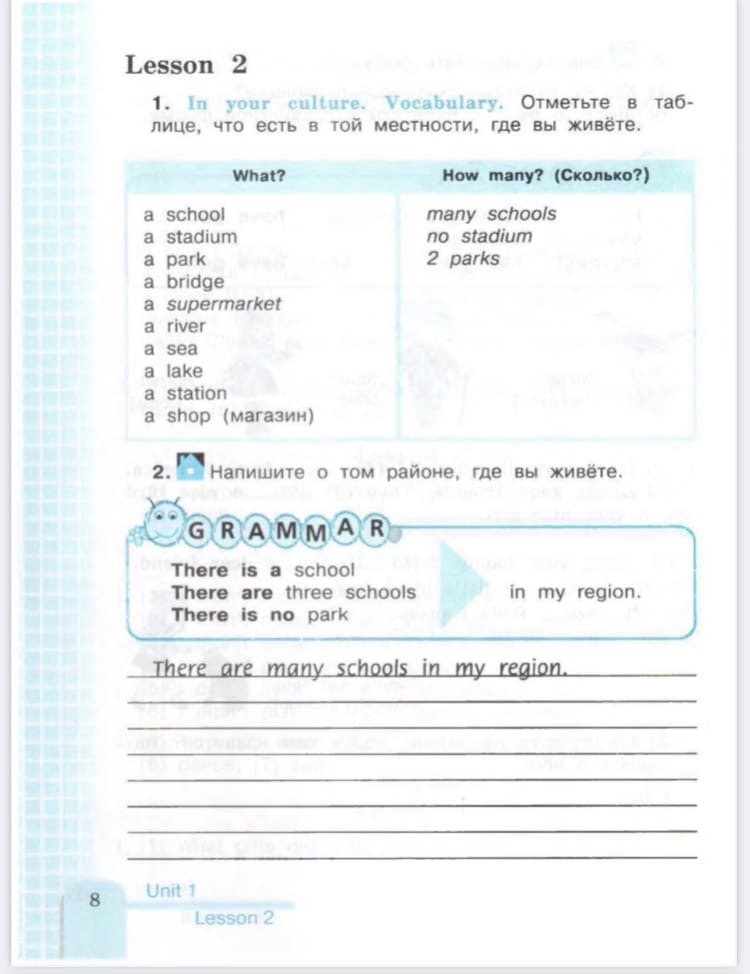 Lesson 2
1. In your culture. Vocabulary. Отметьте в таб-
лице, что есть в той местности, где вы живёте.
What? How many? (Сколько?)
a school many schools
a stadium no stadium
a park 2 parks
a bridge
a supermarket
a river
a sea
a lake
a station
a shop (магазин)
2. Напишите о том районе, где вы живёте.
GRAMMAR
There is a school
There are three schools in my region.
There is no park
There are many schools in my region.
8 Unit 1
Lesson 2